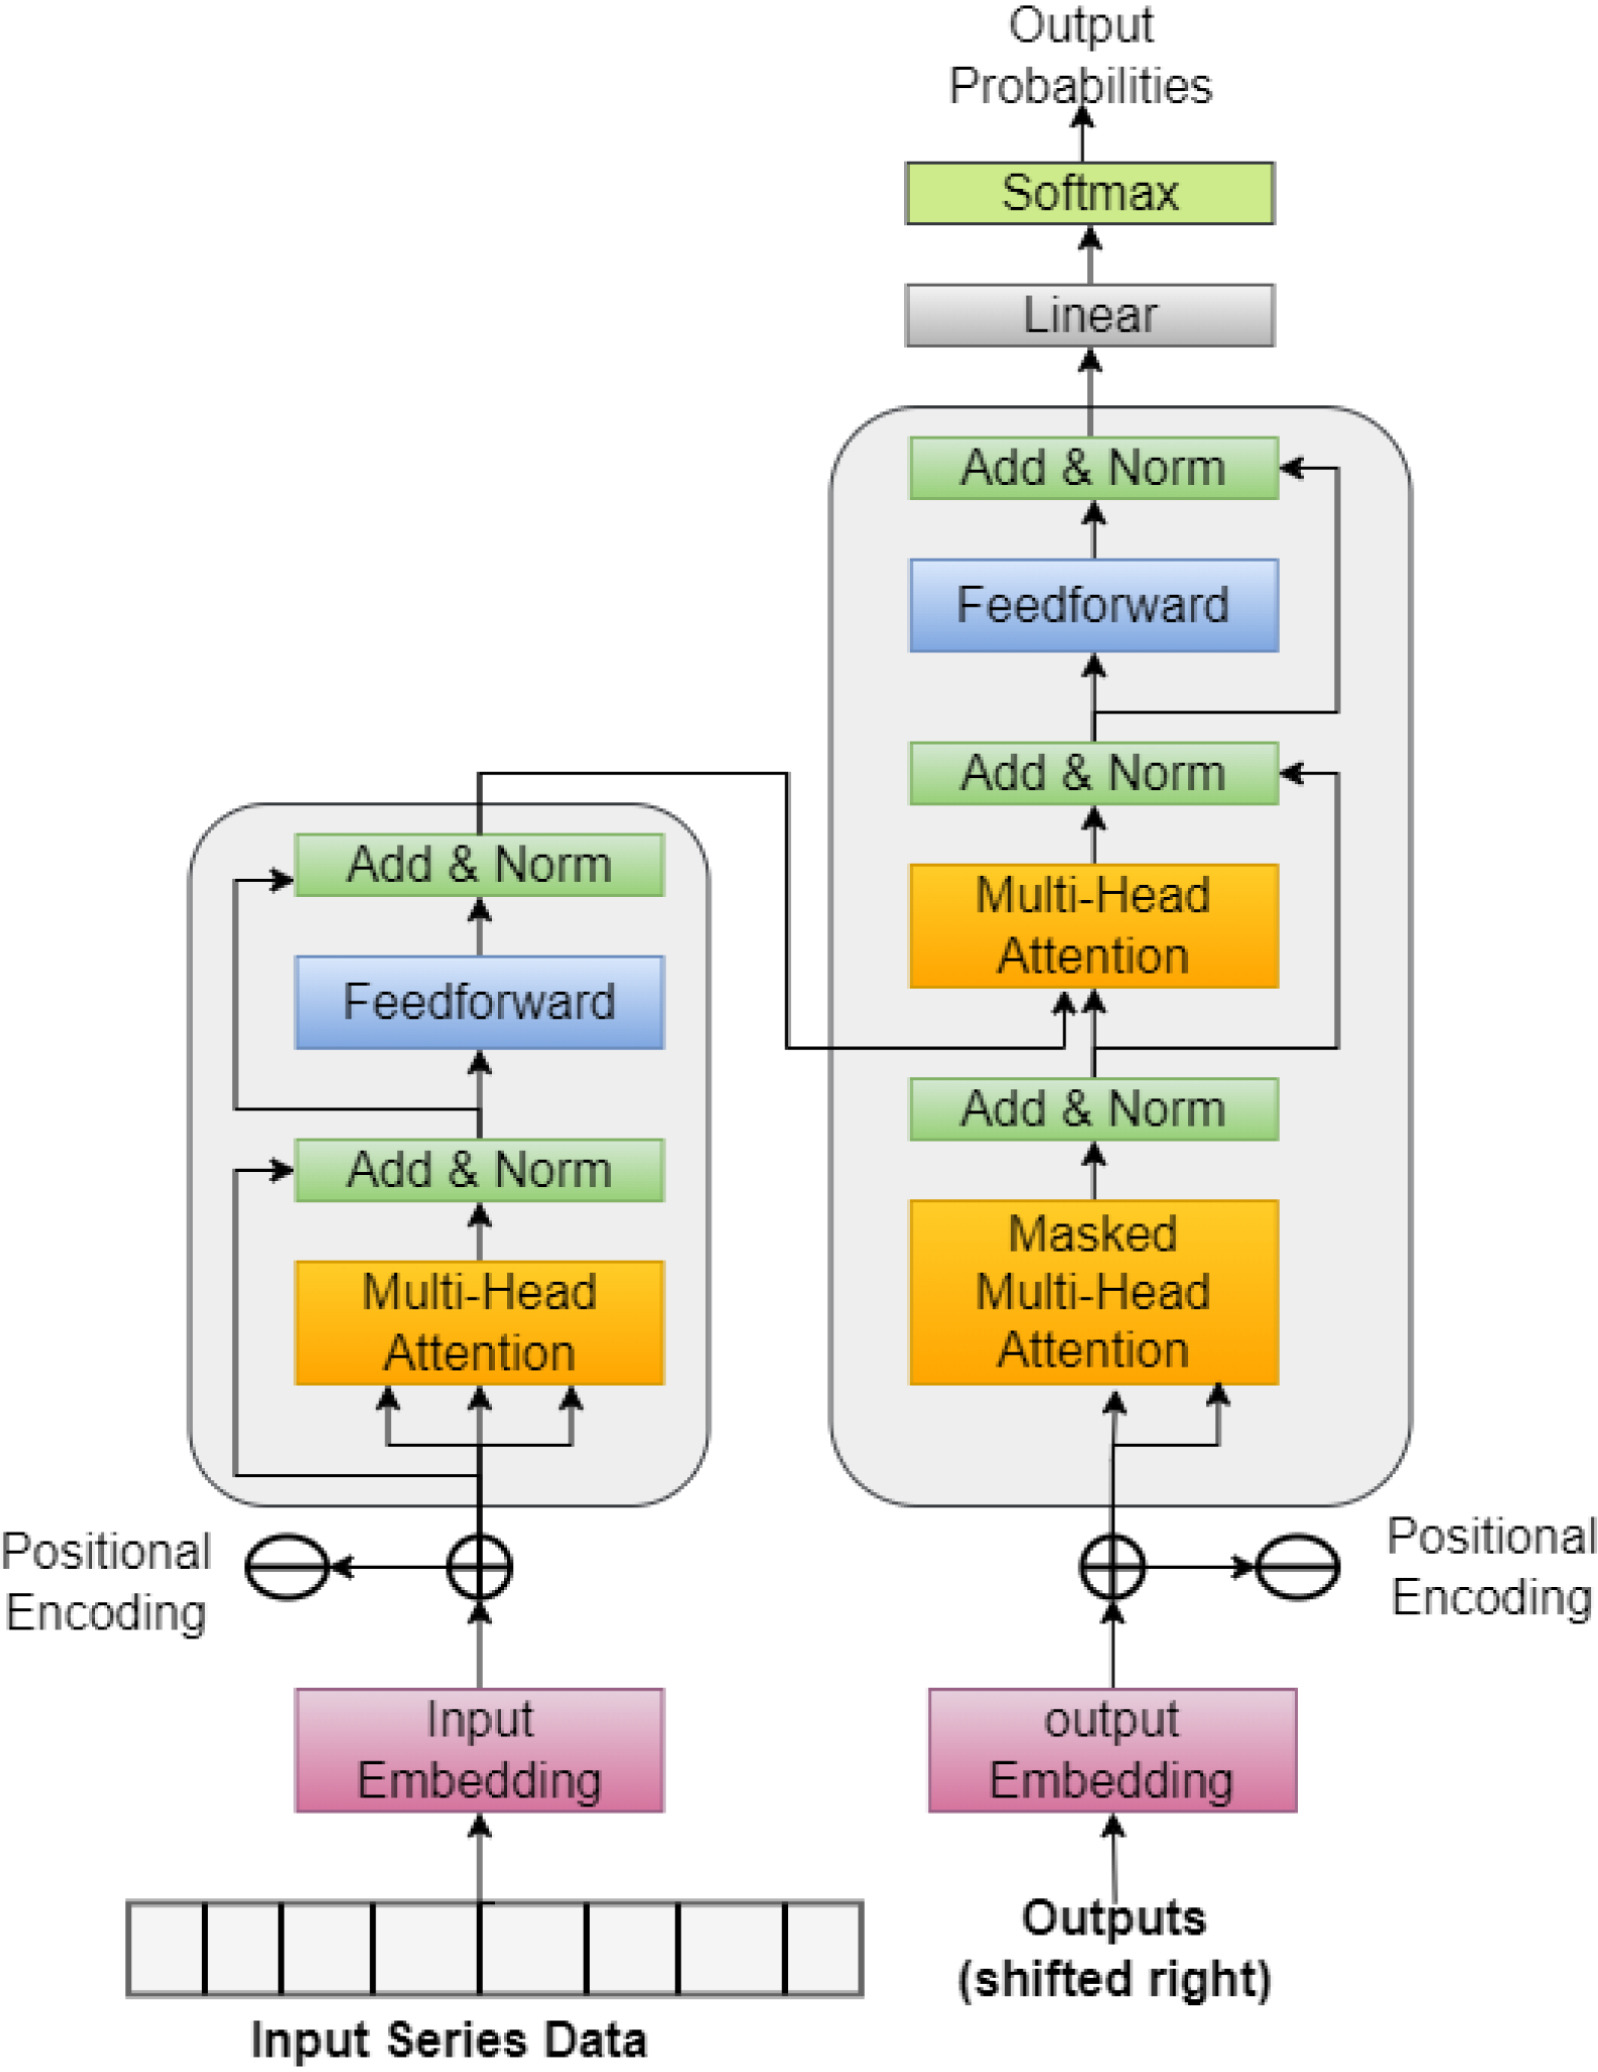 Output
Probabilities
Softmax
Linear
Add & Norm
Feedforward
Add & Norm
Multi-Head
Attention
Add & Norm
Masked
Multi-Head
Attention
Add & Norm
Feedforward
Add & Norm
Multi-Head
Attention
Positional
Encoding
Positional
Encoding
Input
Embedding
output
Embedding
Outputs
(shifted right)
Input Series Data